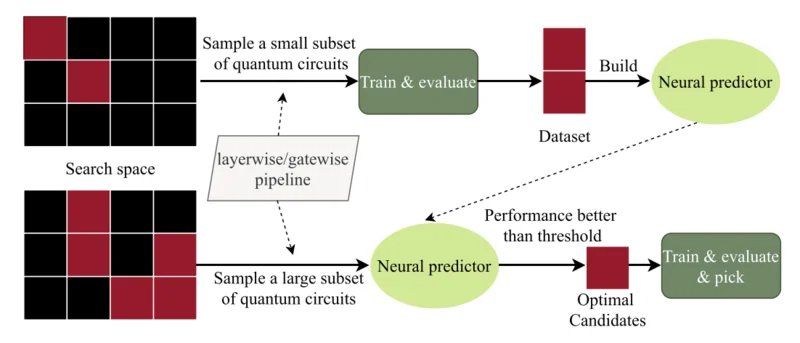 Sample a small subset
of quantum circuits
Train & evaluate
Dataset
Build
Neural predictor
Search space
layerwise/gatewise
pipeline
Sample a large subset
of quantum circuits
Neural predictor
Performance better
than threshold
Optimal
Candidates
Train & evaluate
& pick